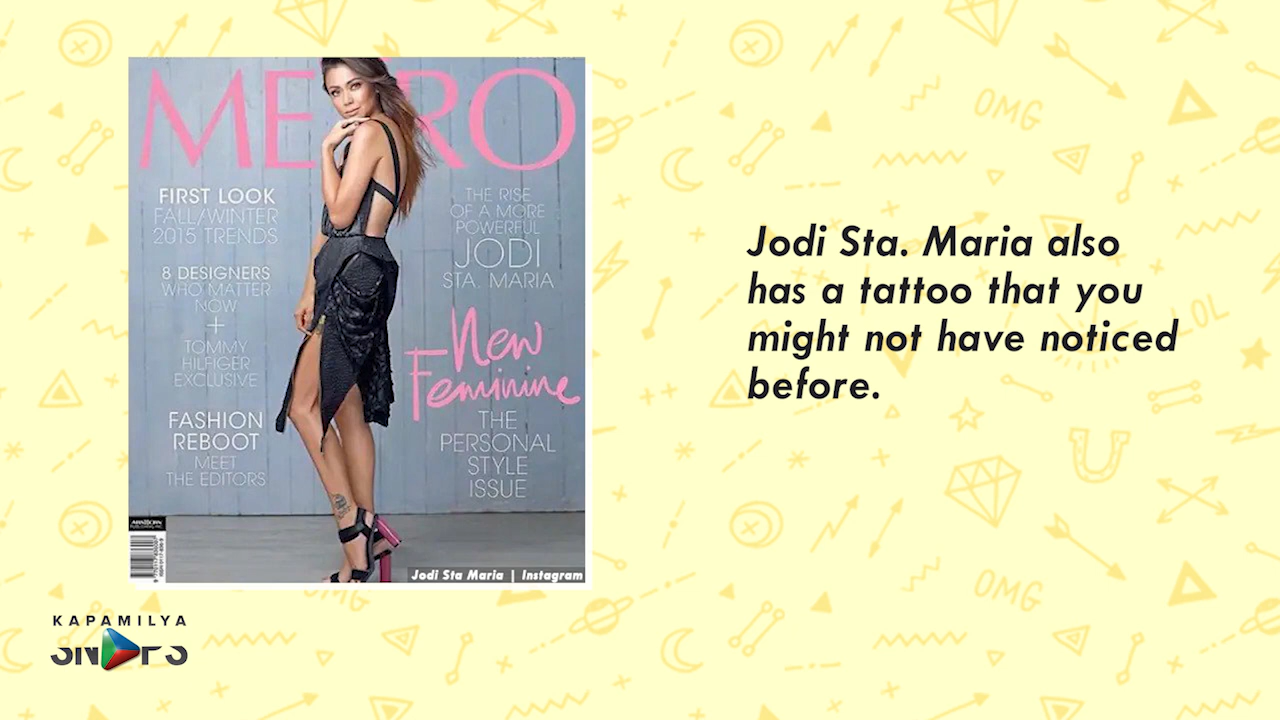 METRO
FIRST LOOK
FALL/WINTER
2015 TRENDS
8 DESIGNERS
WHO MATTER
NOW
+
TOMMY
HILFIGER
EXCLUSIVE
FASHION
REBOOT
MEET
THE EDITORS
THE RISE
OF A MORE
POWERFUL
JODI
STA. MARIA
New
Feminine
THE
PERSONAL
STYLE
ISSUE
Jodi Sta Maria | Instagram
Jodi Sta. Maria also
has a tattoo that you
might not have noticed
before.
OMG
LOL
OMG
OMG
KAPAMILYA